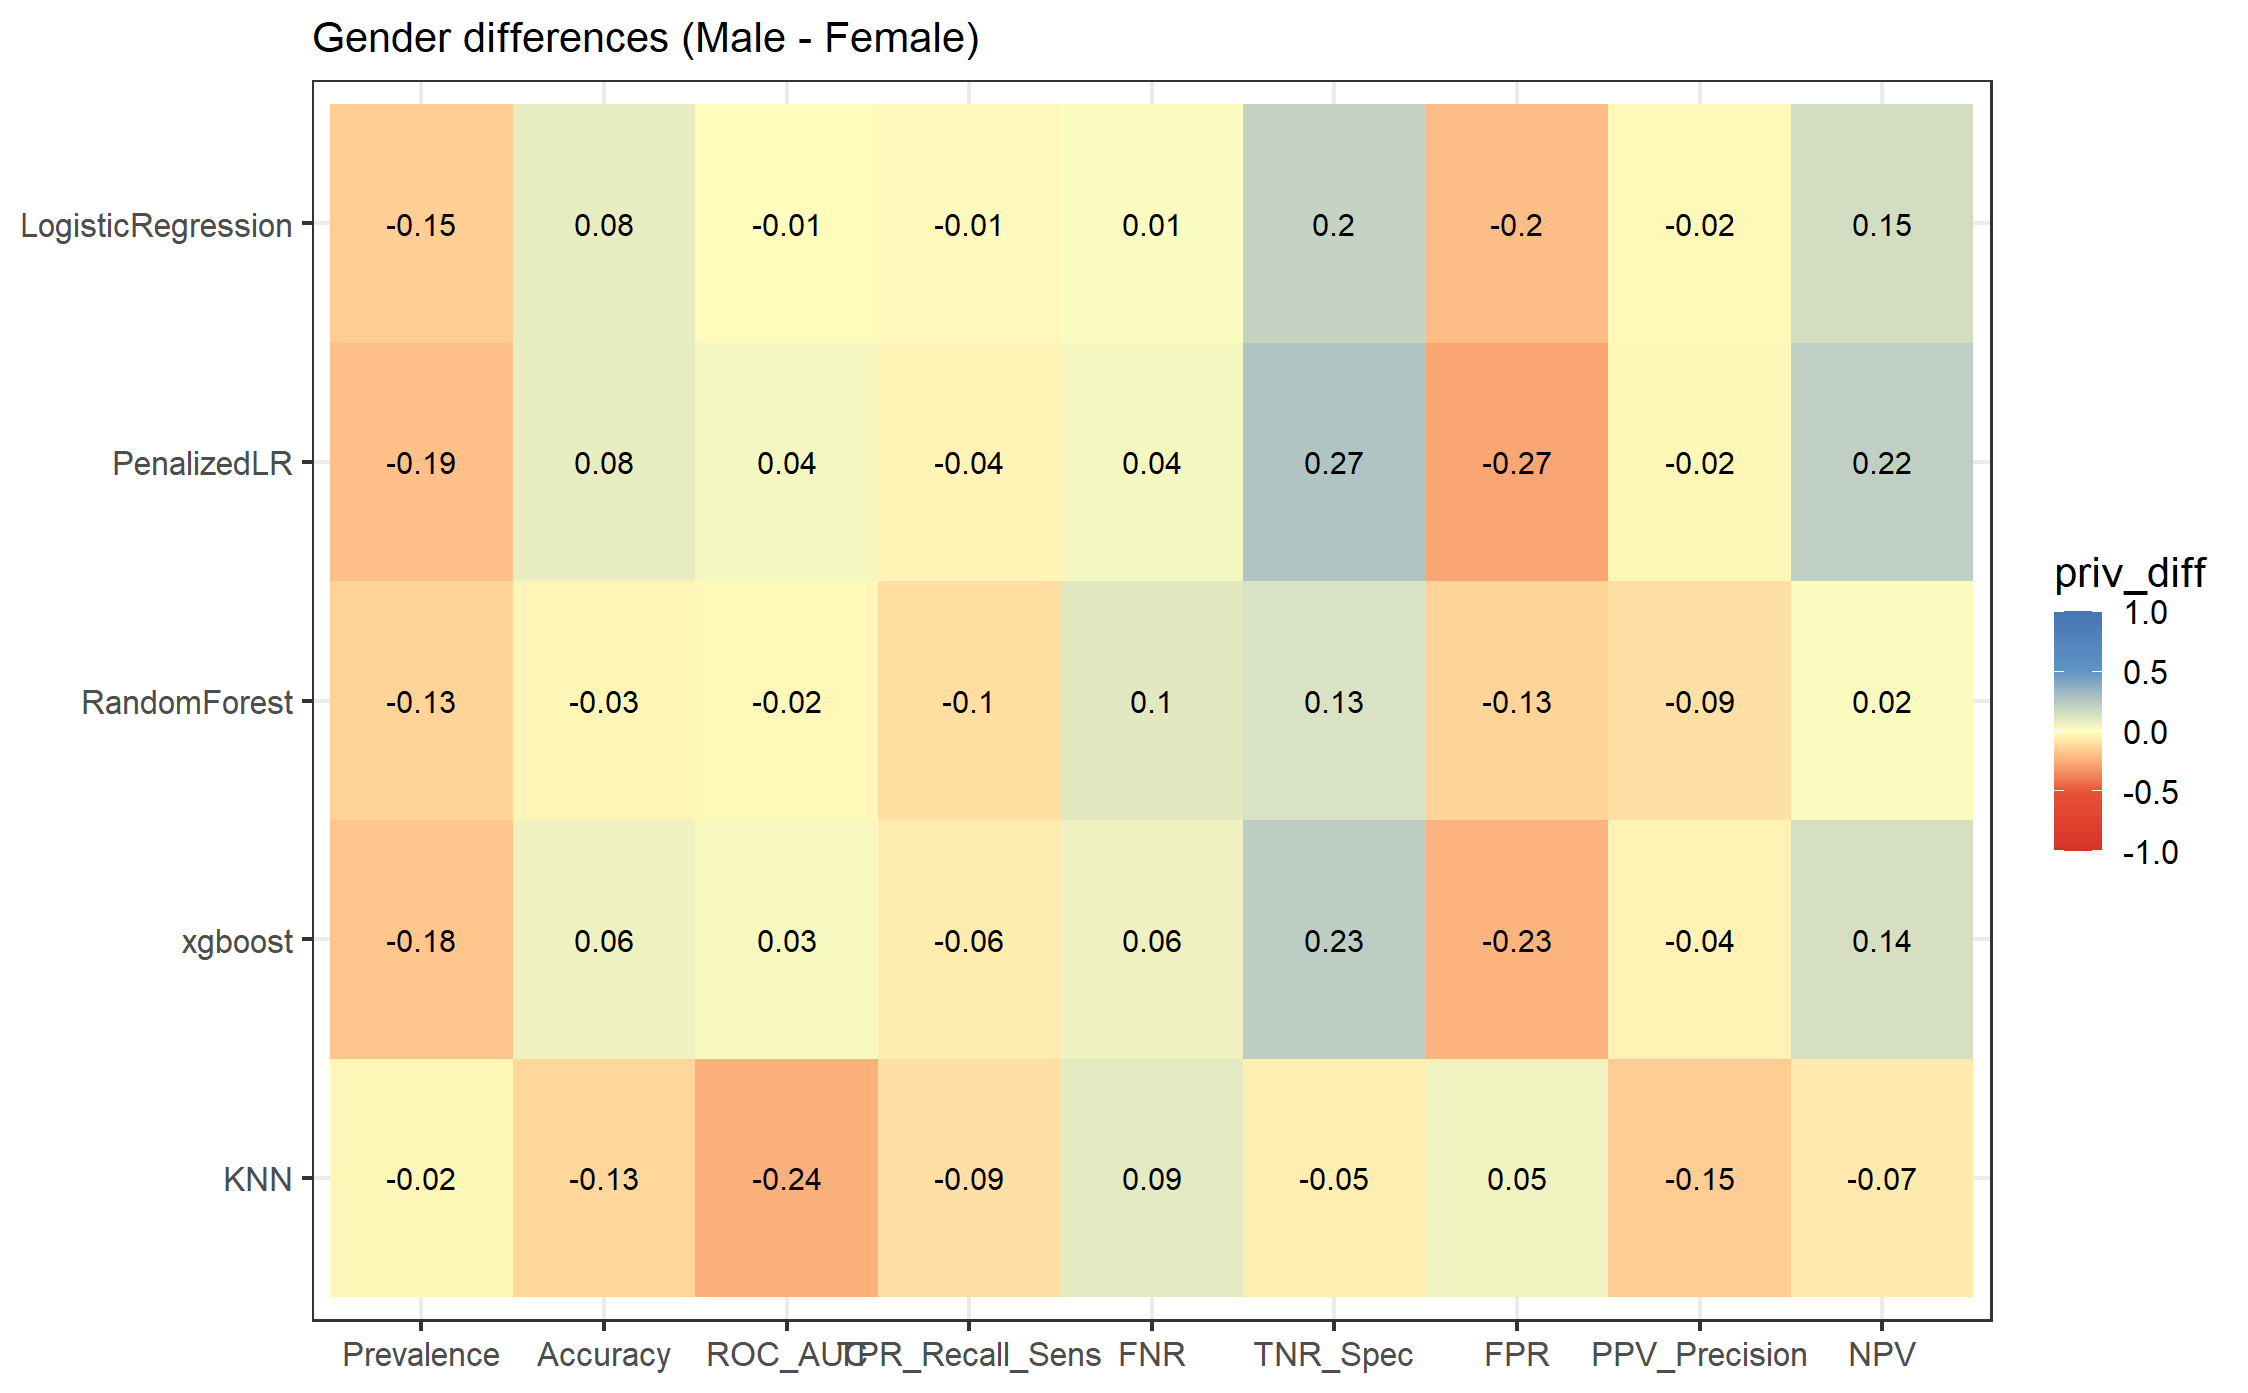 Gender differences (Male - Female)
LogisticRegression -0.15 0.08 -0.01 -0.01 0.01 0.2 -0.2 -0.02 0.15
PenalizedLR -0.19 0.08 0.04 -0.04 0.04 0.27 -0.27 -0.02 0.22
RandomForest -0.13 -0.03 -0.02 -0.1 0.1 0.13 -0.13 -0.09 0.02
xgboost -0.18 0.06 0.03 -0.06 0.06 0.23 -0.23 -0.04 0.14
KNN -0.02 -0.13 -0.24 -0.09 0.09 -0.05 0.05 -0.15 -0.07
Prevalence Accuracy ROC_AUC TPR_Recall_Sens FNR TNR_Spec FPR PPV_Precision NPV
priv_diff
1.0
0.5
0.0
-0.5
-1.0